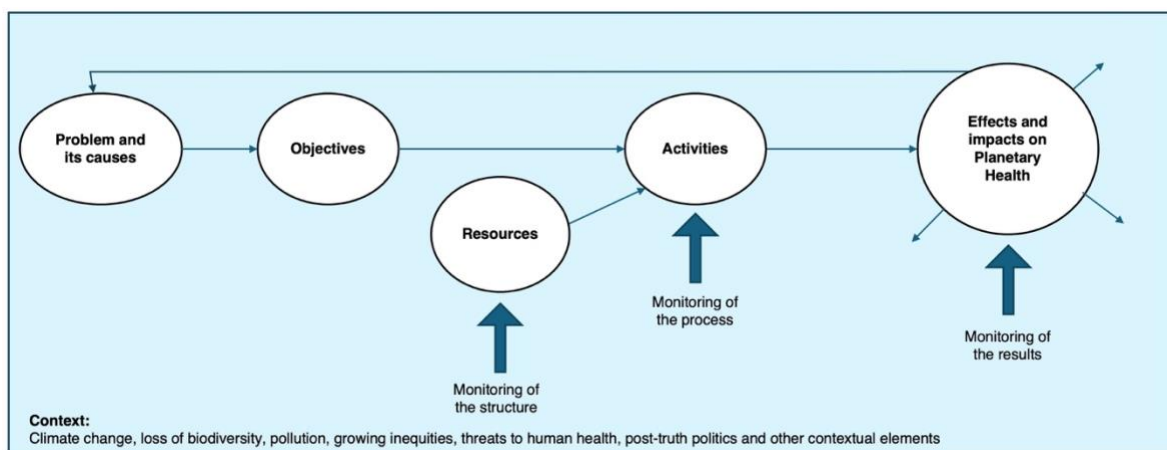 Problem and
its causes
Objectives
Activities
Effects and
impacts on
Planetary
Health
Resources
Monitoring of
the process
Monitoring of
the results
Monitoring of
the structure
Context:
Climate change, loss of biodiversity, pollution, growing inequities, threats to human health, post-truth politics and other contextual elements